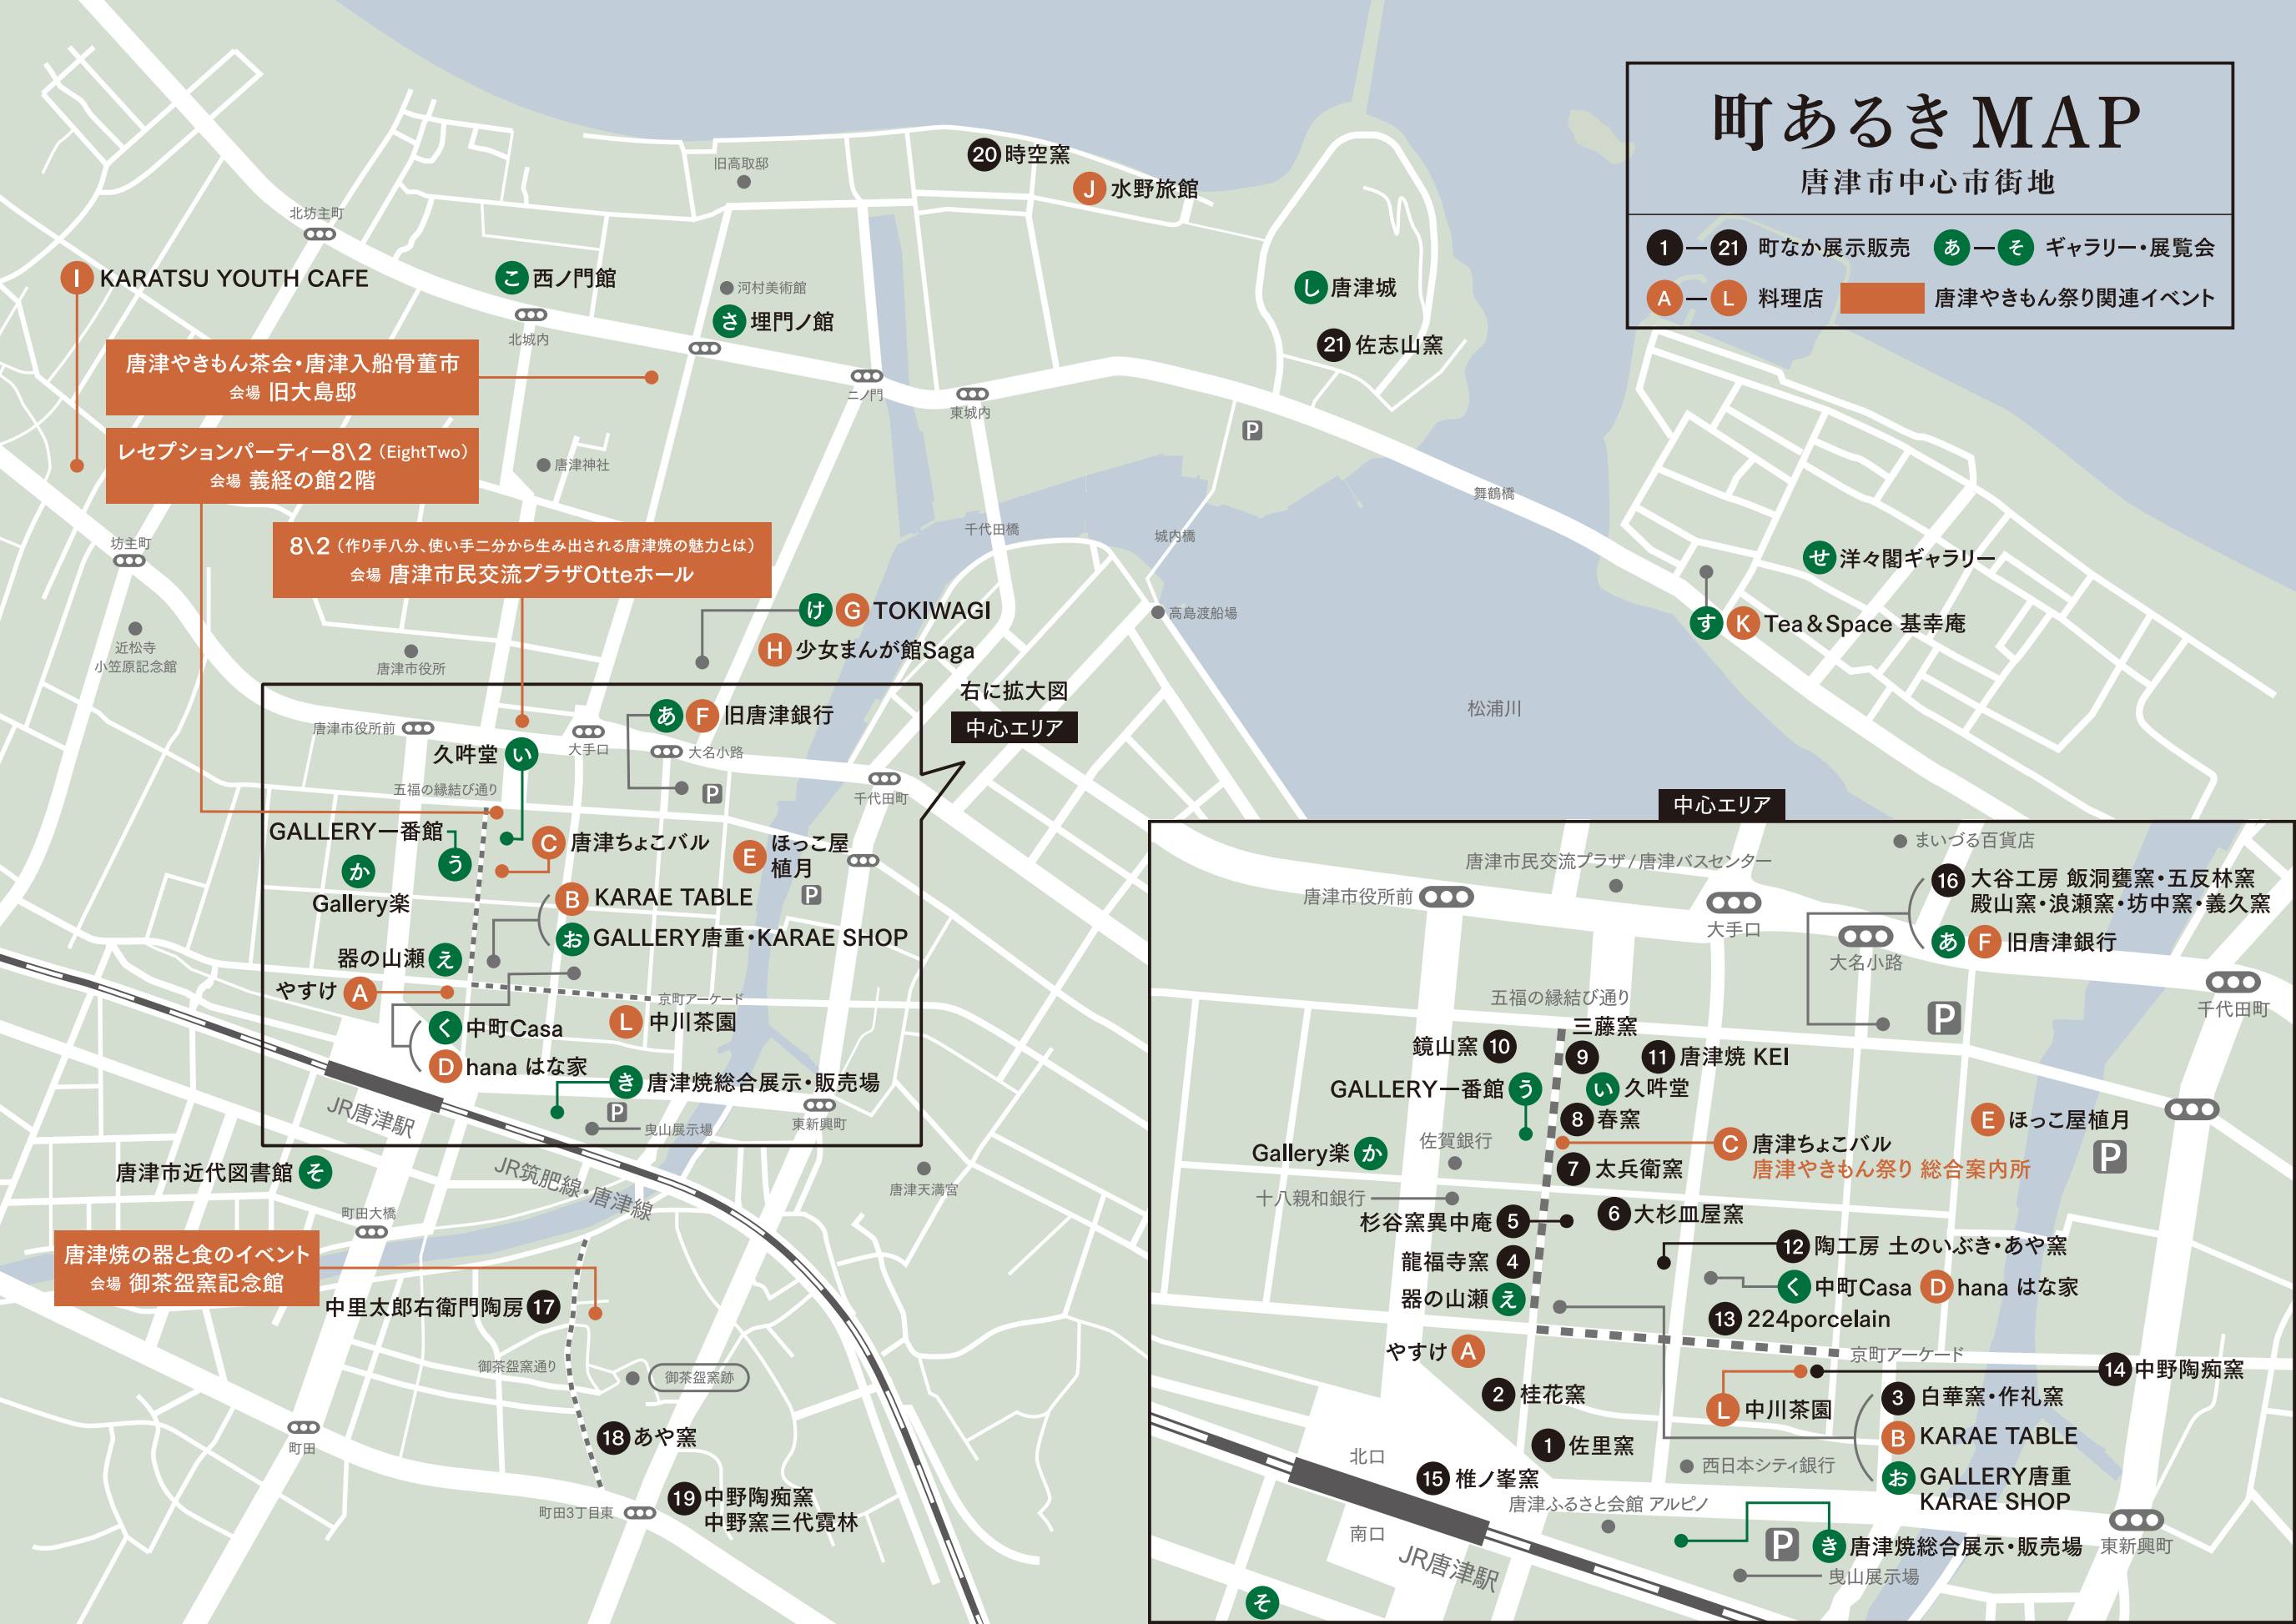 町あるきMAP
唐津市中心市街地
1—21 町なか展示販売
あ—そ ギャラリー・展覧会
A—L 料理店
唐津やきもん祭り関連イベント
20 時空窯
旧高取邸
J 水野旅館
北坊主町
I KARATSU YOUTH CAFE
こ 西ノ門館
河村美術館
さ 埋門ノ館
し 唐津城
21 佐志山窯
北城内
唐津やきもん茶会・唐津入船骨董市
会場 旧大島邸
二ノ門
東城内
P
レセプションパーティー8\2(EightTwo)
会場 義経の館2階
唐津神社
舞鶴橋
千代田橋
城内橋
坊主町
8\2(作り手八分、使い手二分から生み出される唐津焼の魅力とは)
会場 唐津市民交流プラザOtteホール
せ 洋々閣ギャラリー
け G TOKIWAGI
高島渡船場
す K Tea&Space 基幸庵
近松寺
小笠原記念館
唐津市役所
H 少女まんが館Saga
右に拡大図
中心エリア
松浦川
唐津市役所前
あ F 旧唐津銀行
大手口
大名小路
久吽堂 い
P
五福の縁結び通り
千代田町
GALLERY一番館
う
か
Gallery楽
C 唐津ちょこバル
E ほっこ屋
植月
P
B KARAE TABLE
お GALLERY唐重・KARAE SHOP
器の山瀬 え
やすけ A
京町アーケード
く 中町Casa
L 中川茶園
D hana はな家
き 唐津焼総合展示・販売場
P
JR唐津駅
曳山展示場
東新興町
唐津市近代図書館 そ
JR筑肥線・唐津線
唐津天満宮
町田大橋
唐津焼の器と食のイベント
会場 御茶盌窯記念館
中里太郎右衛門陶房 17
御茶盌窯通り
御茶盌窯跡
18 あや窯
町田
町田3丁目東
19 中野陶痴窯
中野窯三代霓林
中心エリア
まいづる百貨店
唐津市民交流プラザ/唐津バスセンター
唐津市役所前
16 大谷工房 飯洞甕窯・五反林窯
殿山窯・浪瀬窯・坊中窯・義久窯
大手口
あ F 旧唐津銀行
大名小路
千代田町
五福の縁結び通り
P
三藤窯
鏡山窯 10
9
11 唐津焼 KEI
GALLERY一番館 う
い 久吽堂
8 春窯
E ほっこ屋植月
佐賀銀行
C 唐津ちょこバル
唐津やきもん祭り 総合案内所
Gallery楽 か
7 太兵衛窯
P
十八親和銀行
杉谷窯異中庵 5
6 大杉皿屋窯
12 陶工房 土のいぶき・あや窯
龍福寺窯 4
く 中町Casa D hana はな家
器の山瀬 え
13 224porcelain
やすけ A
京町アーケード
14 中野陶痴窯
2 桂花窯
L 中川茶園
3 白華窯・作礼窯
B KARAE TABLE
1 佐里窯
北口
西日本シティ銀行
15 椎ノ峯窯
お GALLERY唐重
KARAE SHOP
唐津ふるさと会館 アルピノ
南口
P
き 唐津焼総合展示・販売場
東新興町
JR唐津駅
曳山展示場
そ